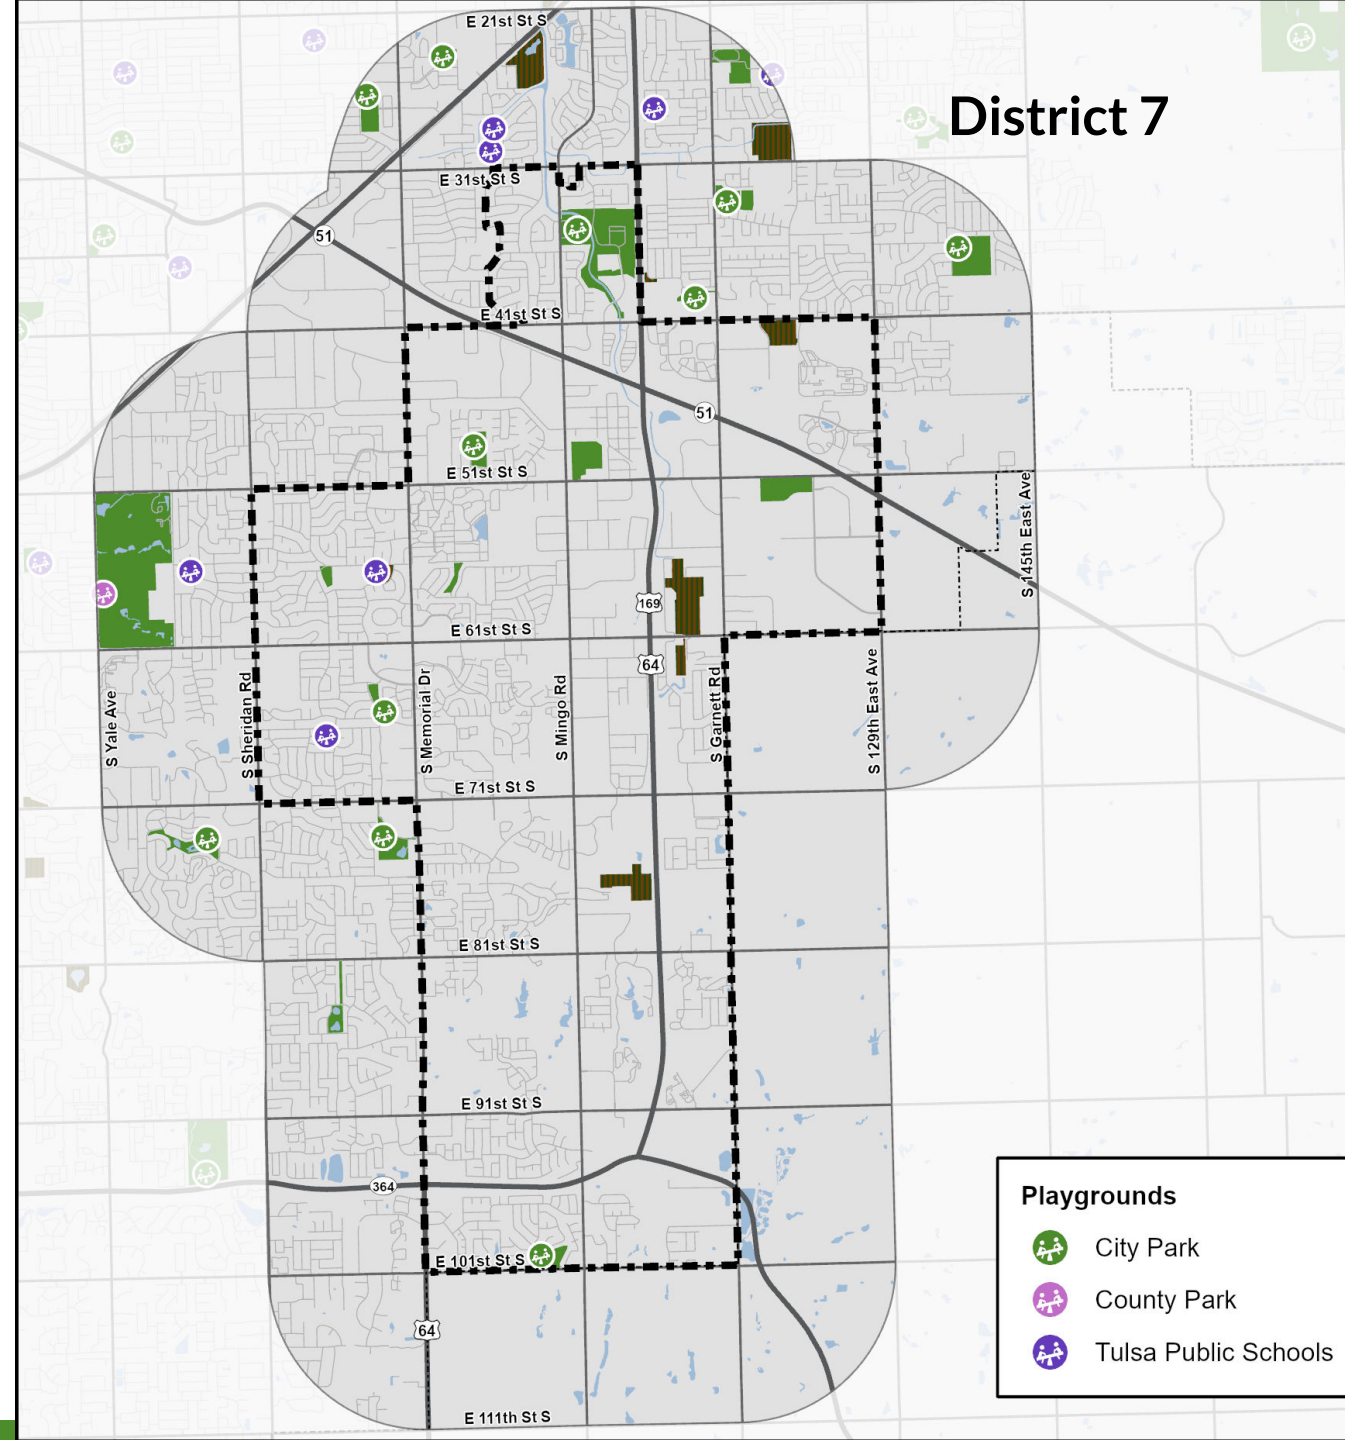 E 21st St S
District 7
E 31st St S
51
E 41st St S
51
E 51st St S
S 145th East Ave
169
E 61st St S
64
S Yale Ave
S Sheridan Rd
S Memorial Dr
S Mingo Rd
S Garnett Rd
S 129th East Ave
E 71st St S
E 81st St S
E 91st St S
364
E 101st St S
64
E 111th St S
Playgrounds
City Park
County Park
Tulsa Public Schools